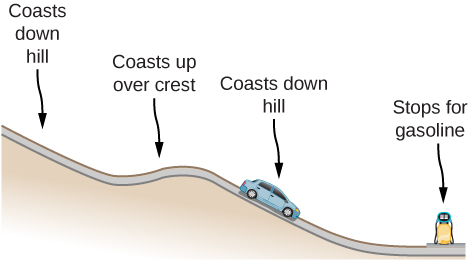 Coasts
down
hill
Coasts up
over crest
Coasts down
hill
Stops for
gasoline